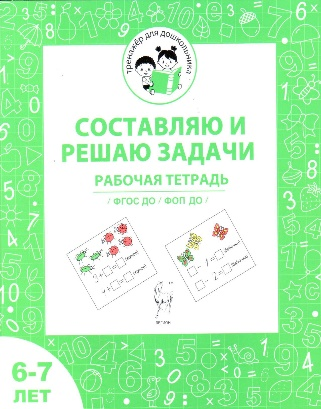 тренажёр для дошкольника
СОСТАВЛЯЮ И
РЕШАЮ ЗАДАЧИ
РАБОЧАЯ ТЕТРАДЬ
/ ФГОС ДО / ФОП ДО /
6-7
ЛЕТ